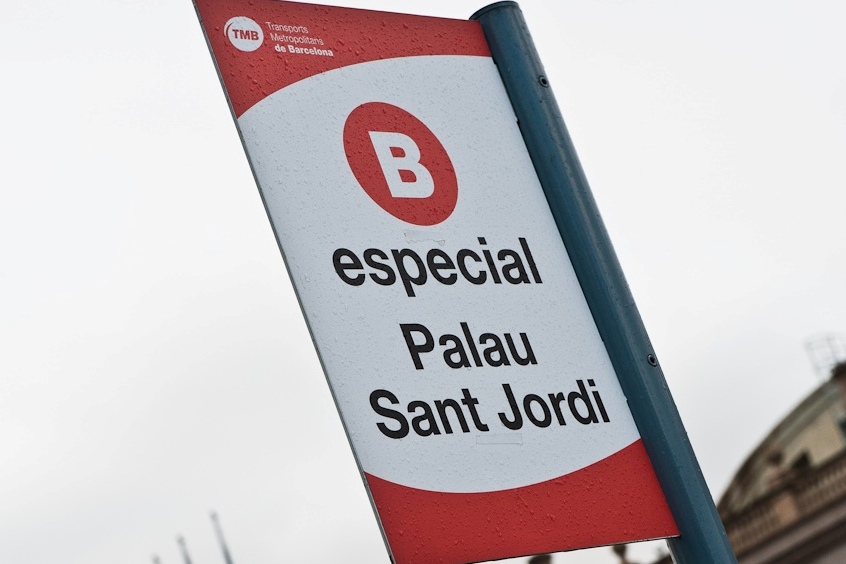 TMB
Transports
Metropolitans
de Barcelona
B
especial
Palau
Sant Jordi